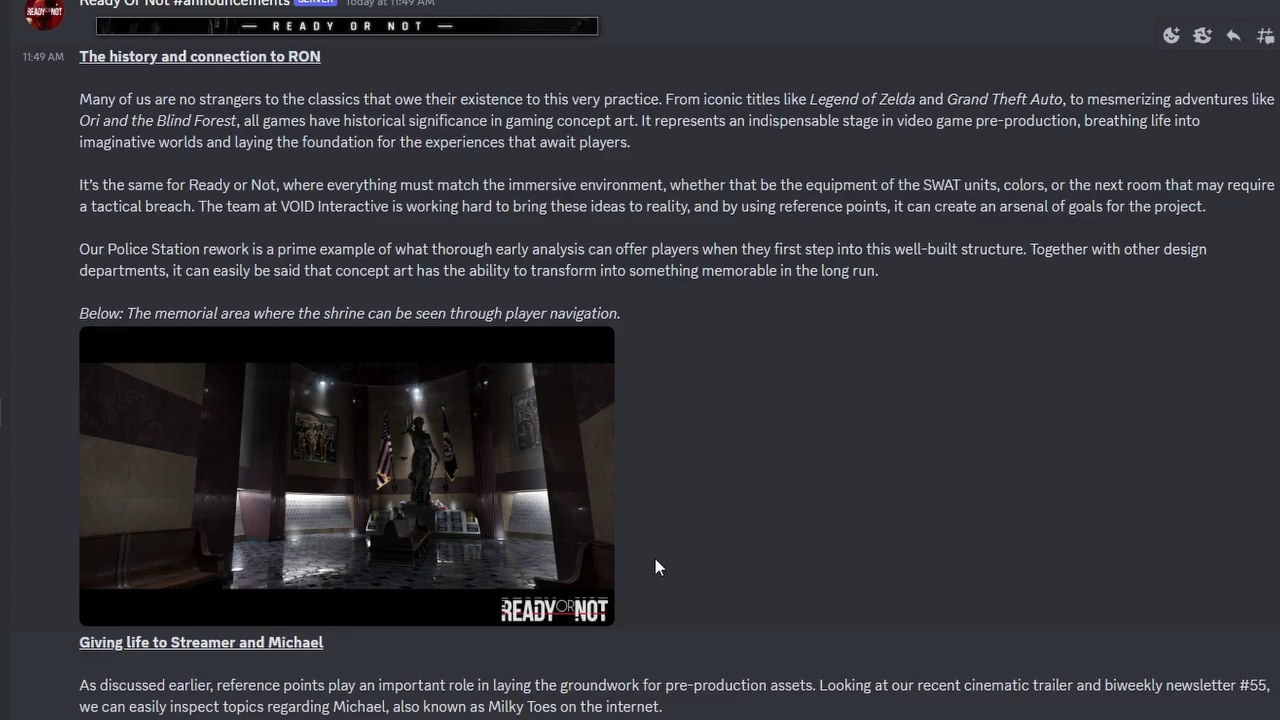 Ready Or Not #announcements SERVER Today at 11:49 AM
READY OR NOT
11:49 AM The history and connection to RON
Many of us are no strangers to the classics that owe their existence to this very practice. From iconic titles like Legend of Zelda and Grand Theft Auto, to mesmerizing adventures like
Ori and the Blind Forest, all games have historical significance in gaming concept art. It represents an indispensable stage in video game pre-production, breathing life into
imaginative worlds and laying the foundation for the experiences that await players.
It's the same for Ready or Not, where everything must match the immersive environment, whether that be the equipment of the SWAT units, colors, or the next room that may require
a tactical breach. The team at VOID Interactive is working hard to bring these ideas to reality, and by using reference points, it can create an arsenal of goals for the project.
Our Police Station rework is a prime example of what thorough early analysis can offer players when they first step into this well-built structure. Together with other design
departments, it can easily be said that concept art has the ability to transform into something memorable in the long run.
Below: The memorial area where the shrine can be seen through player navigation.
READY OR NOT
Giving life to Streamer and Michael
As discussed earlier, reference points play an important role in laying the groundwork for pre-production assets. Looking at our recent cinematic trailer and biweekly newsletter #55,
we can easily inspect topics regarding Michael, also known as Milky Toes on the internet.